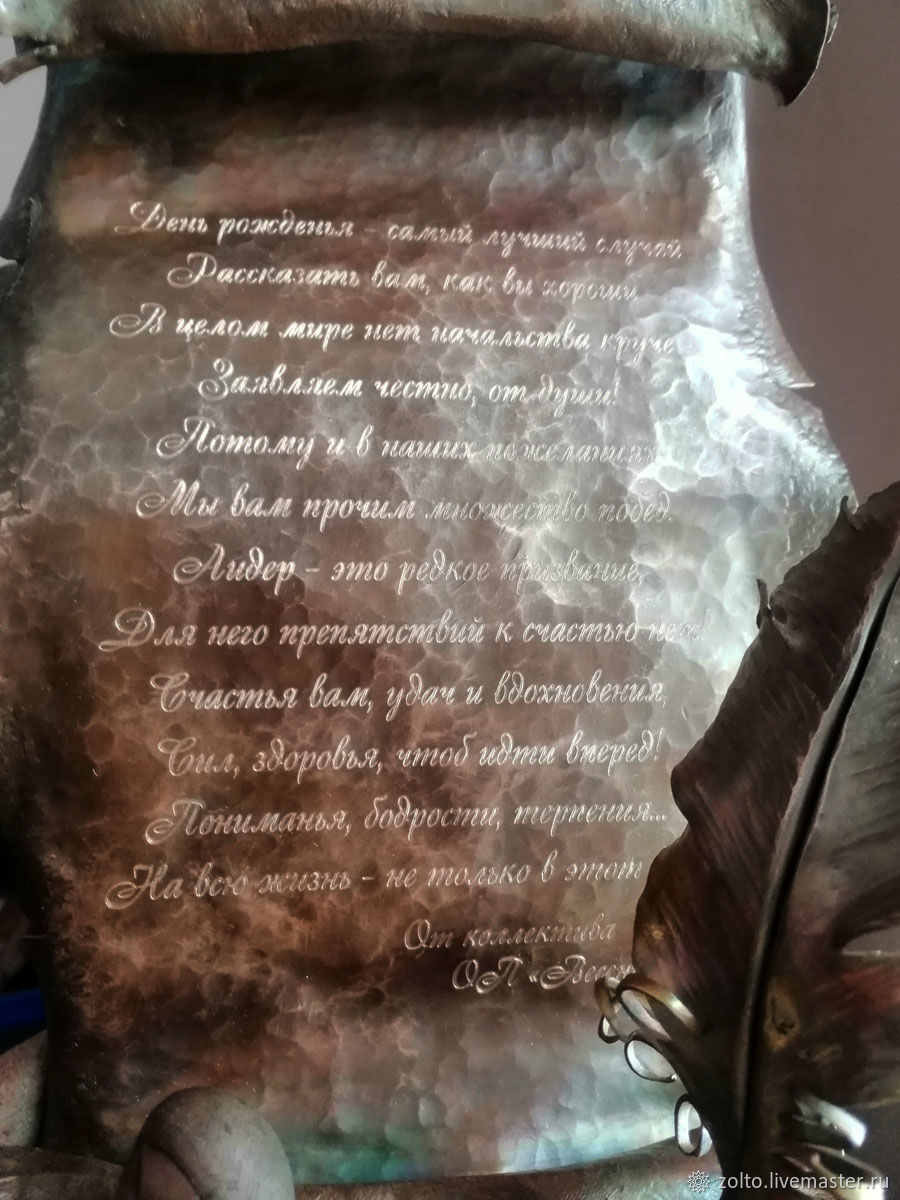 День рожденья - самый лучший случай
Рассказать вам, как вы хороши
В целом мире нет начальства круче
Заявляем честно, от души!
Потому и в наших пожеланиях
Мы вам прочим множество побед.
Лидер - это редкое призвание,
Для него препятствий к счастью нет!
Счастья вам, удач и вдохновения,
Сил, здоровья, чтоб идти вперед!
Пониманья, бодрости, терпения...
На всю жизнь - не только в этот
От коллектива
ОП
zolto.livemaster.ru